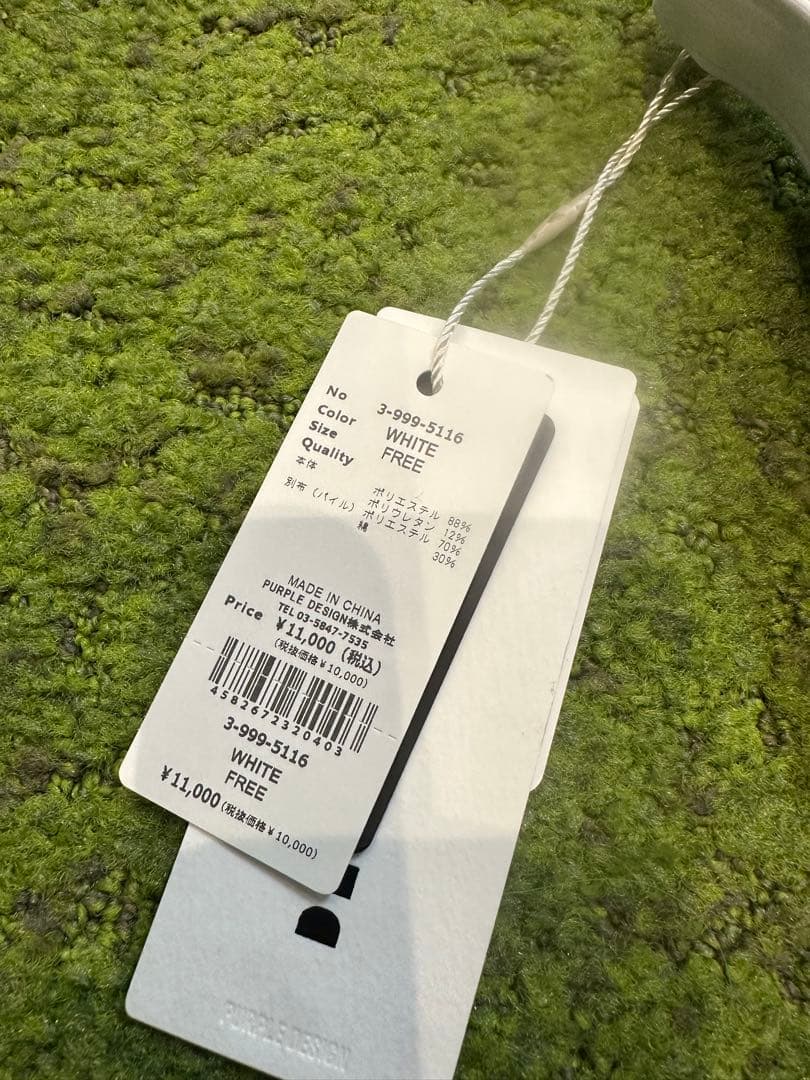 No 3-999-5116
Color WHITE
Size FREE
Quality
本体 ポリエステル 88%
ポリウレタン 12%
別布(パイル) ポリエステル 70%
綿 30%
MADE IN CHINA
PURPLE DESIGN株式会社
TEL 03-5847-7535
Price ¥11,000(税込)
(税抜価格¥10,000)
4582672320403
3-999-5116
WHITE
FREE
¥11,000(税抜価格¥10,000)
PURPLE DESIGN